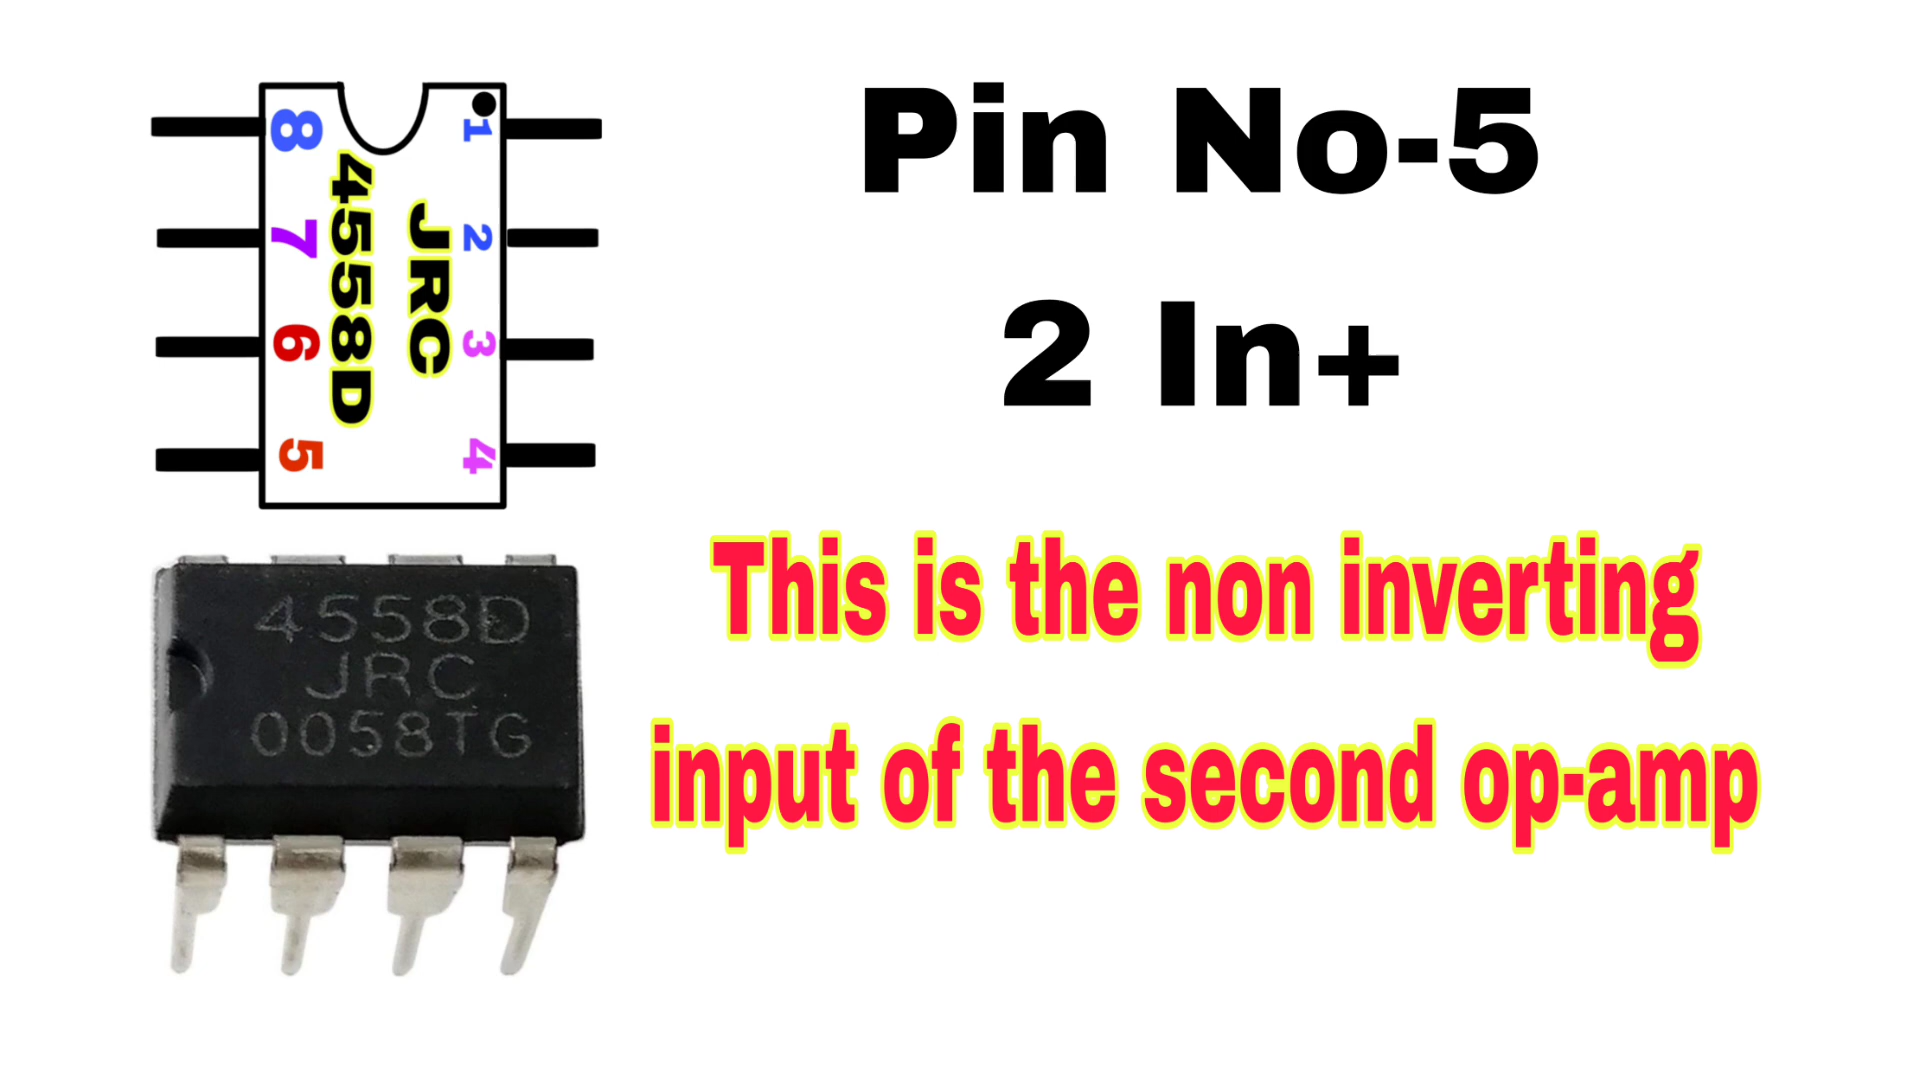 Pin No-5
2 In+
This is the non inverting
input of the second op-amp
8
1
7
2
6
3
5
4
JRC
4558D
4558D
JRC
0058TG